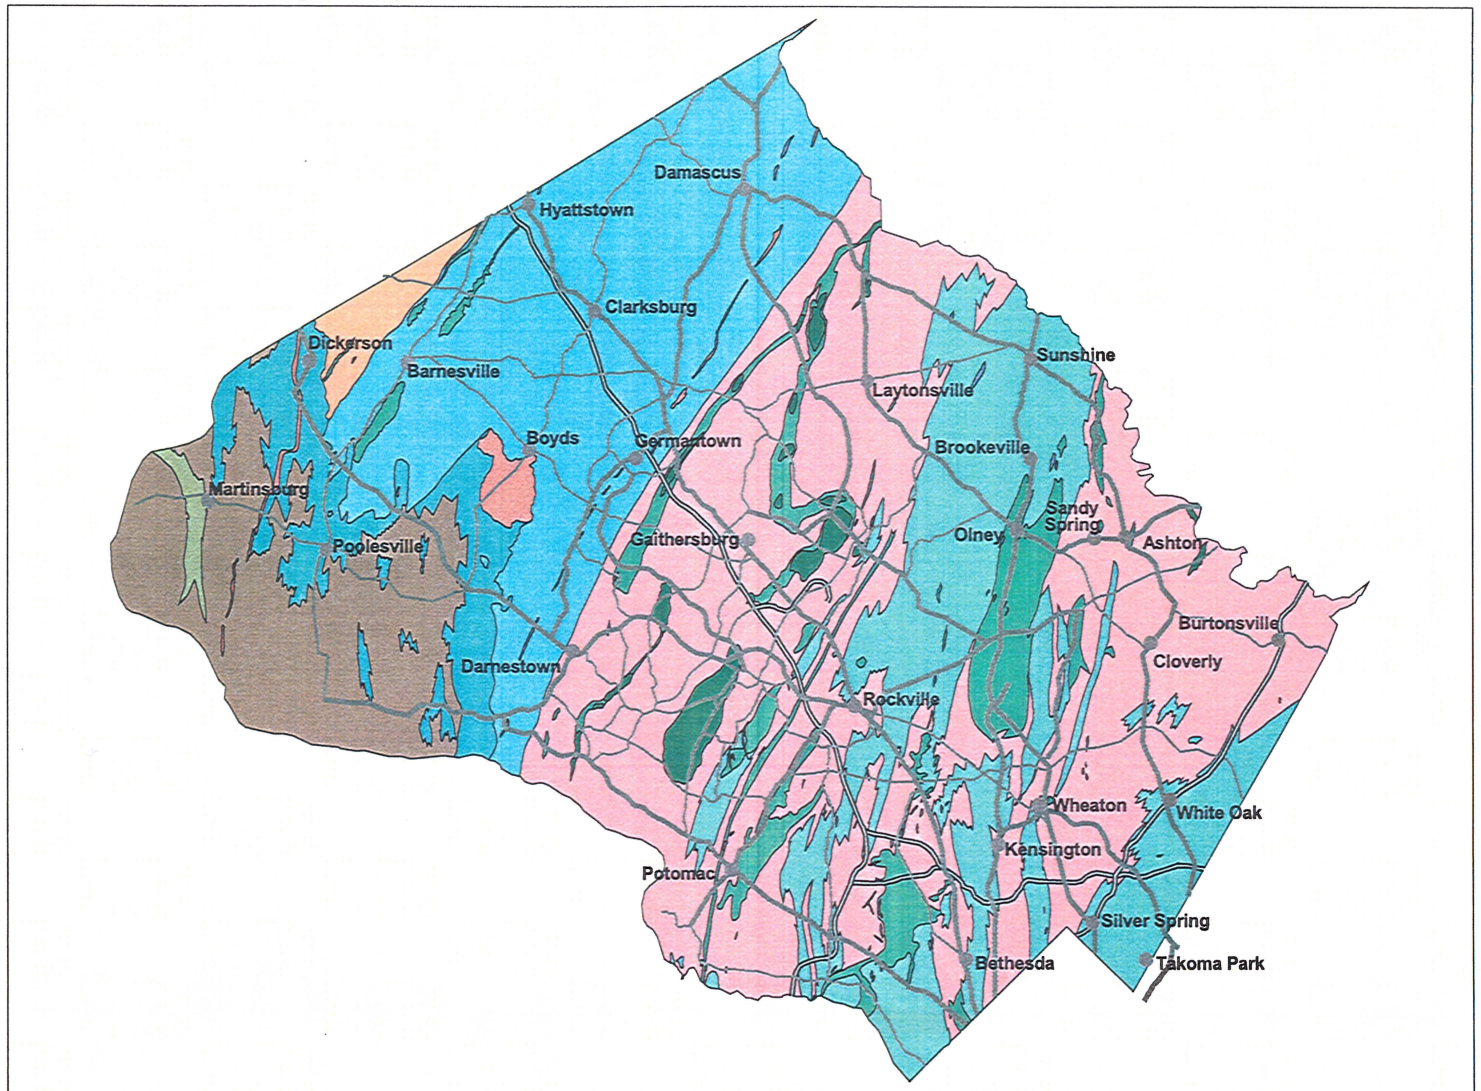 Damascus
Hyattstown
Clarksburg
Dickerson
Barnesville
Sunshine
Laytonsville
Boyds
Germantown
Brookeville
Martinsburg
Sandy
Spring
Olney
Poolesville
Gaithersburg
Ashton
Burtonsville
Darnestown
Cloverly
Rockville
Wheaton
White Oak
Kensington
Potomac
Silver Spring
Bethesda
Takoma Park